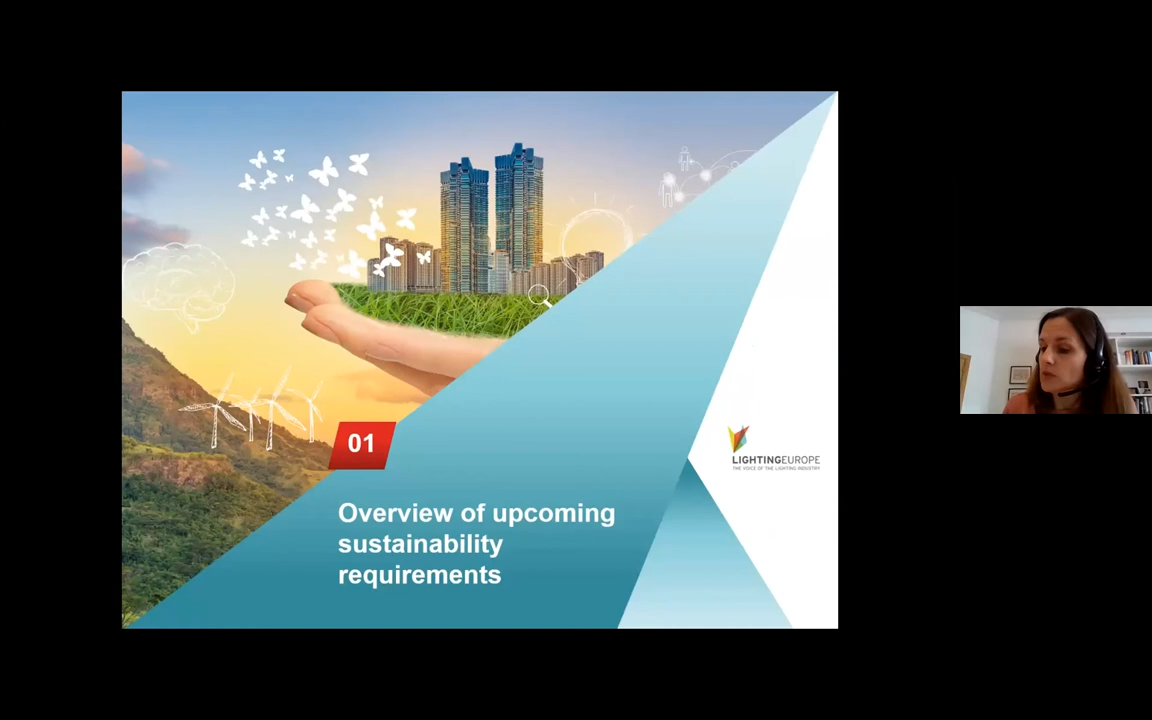 01
Overview of upcoming
sustainability
requirements
LIGHTINGEUROPE
THE VOICE OF THE LIGHTING INDUSTRY